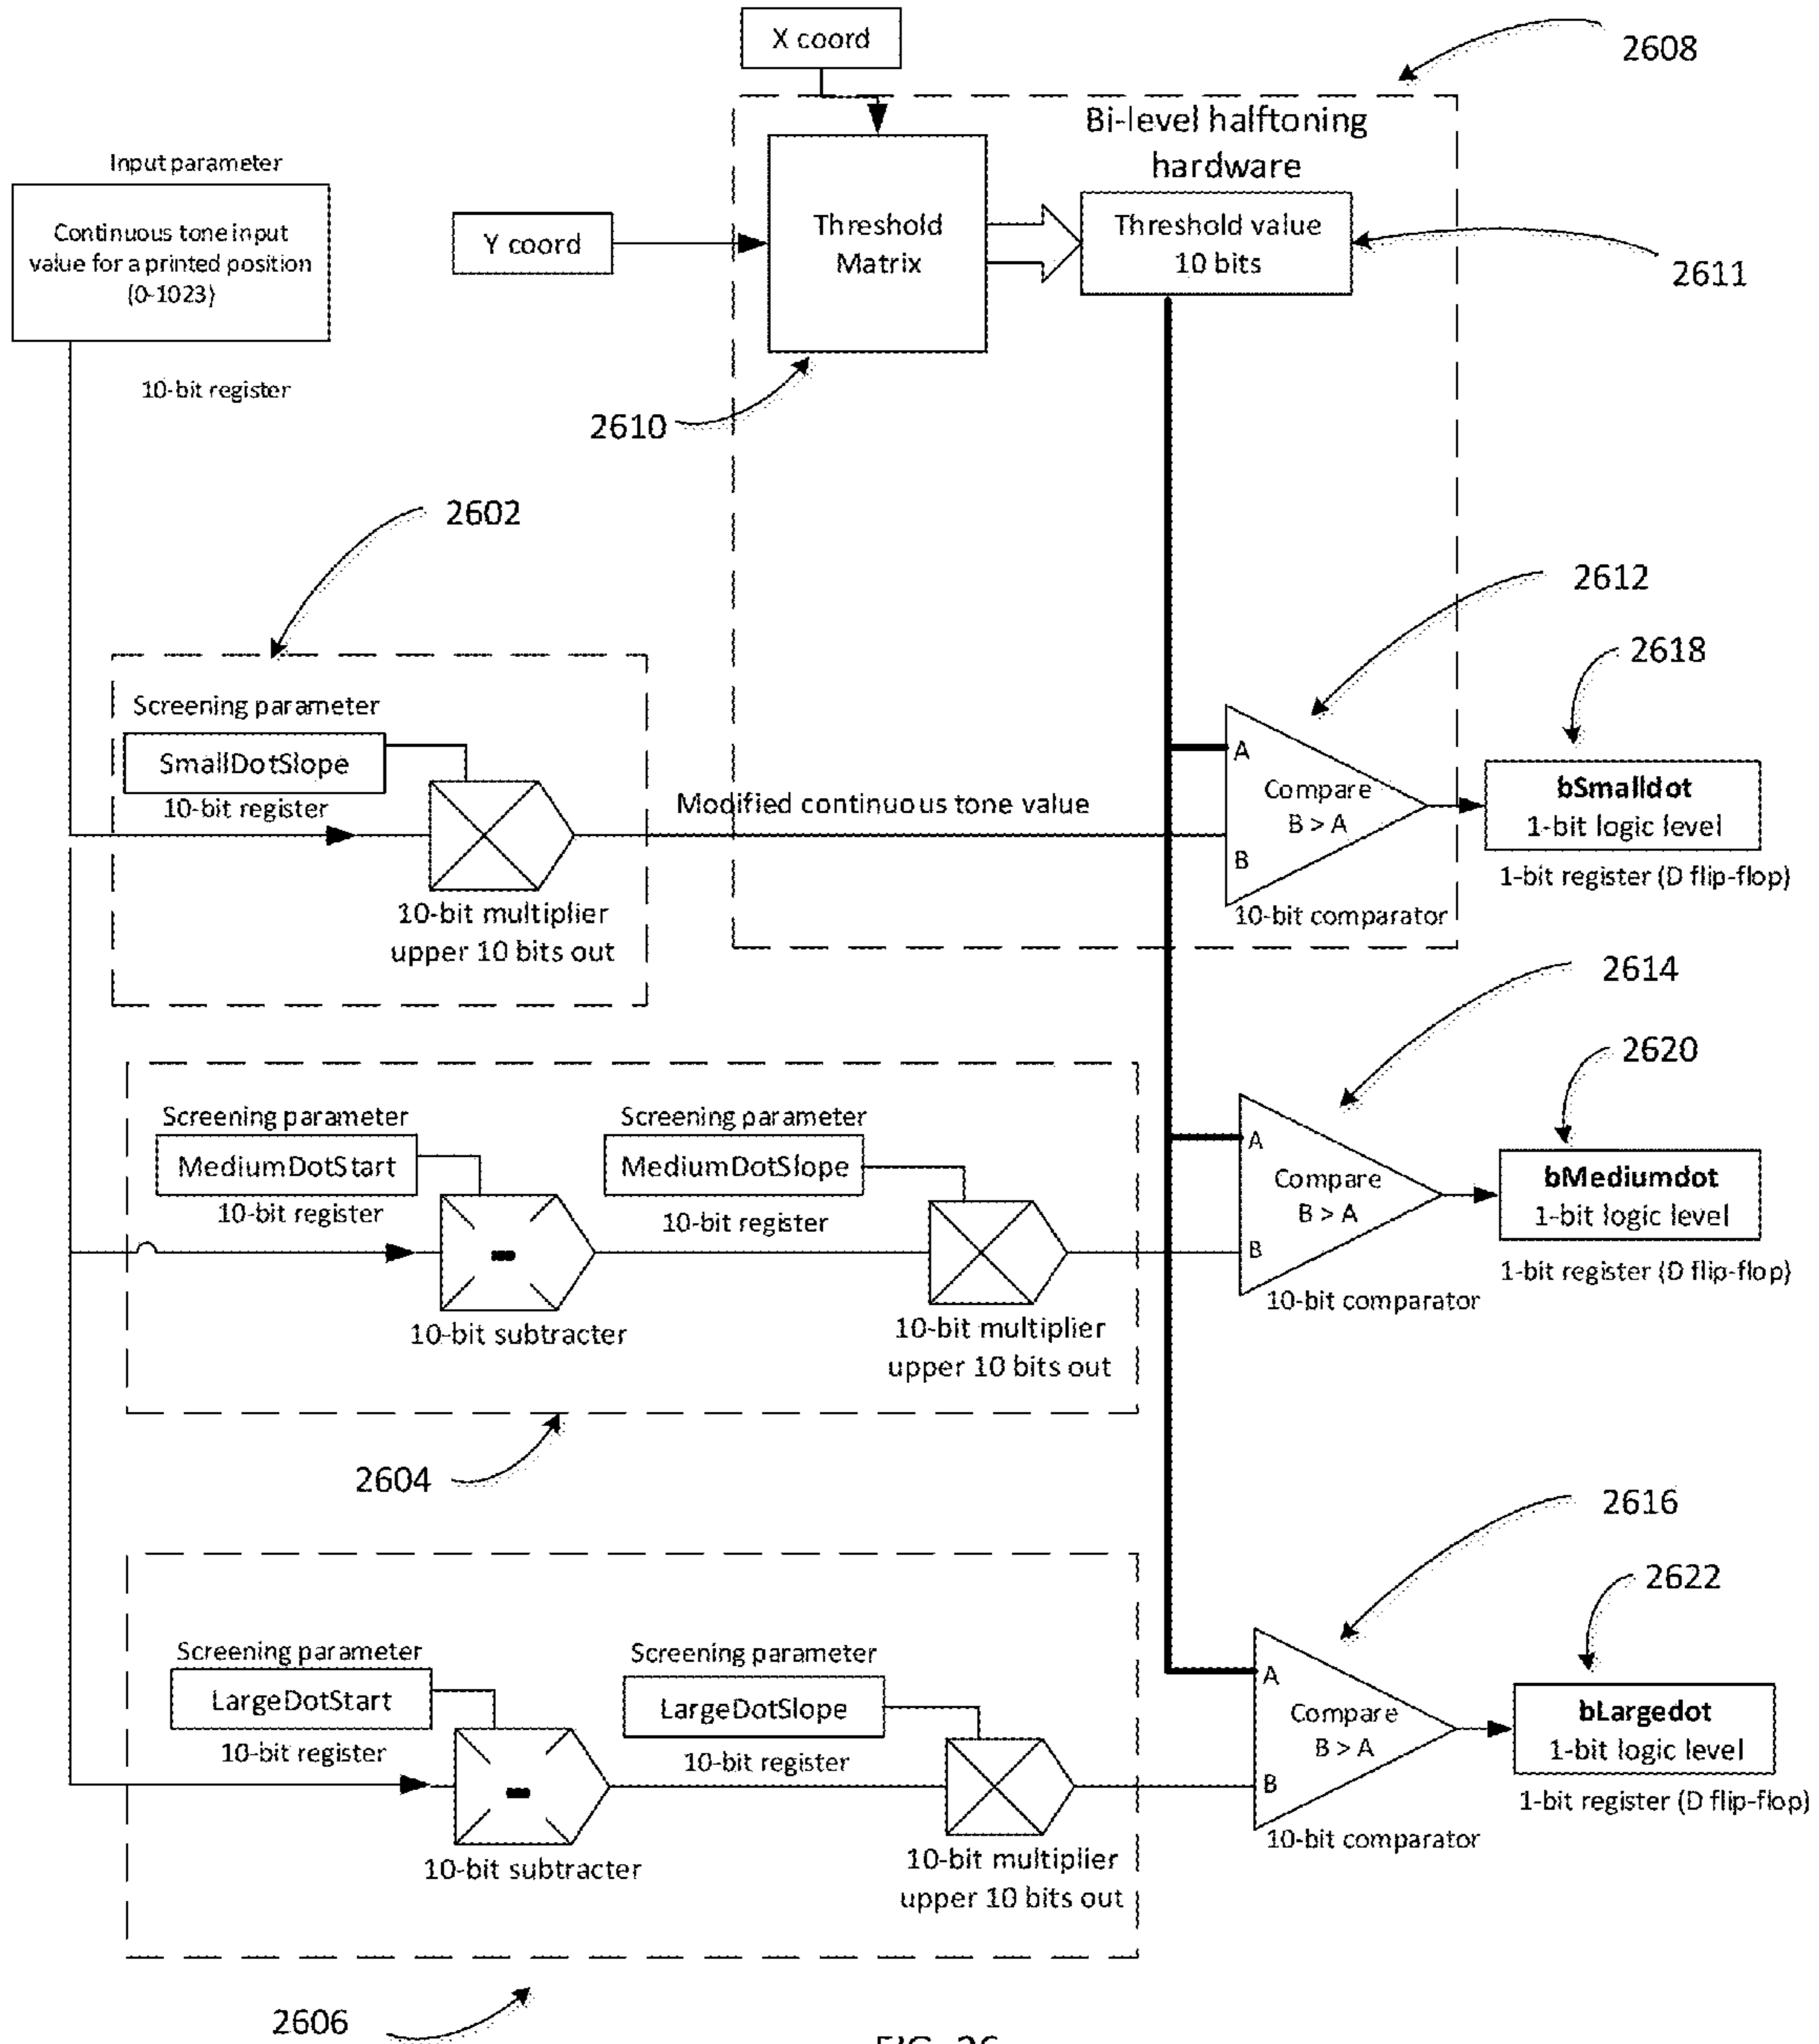 X coord
2608
Bi-level halftoning
hardware
Input parameter
Continuous tone input
value for a printed position
(0-1023)
10-bit register
Y coord
Threshold
Matrix
Threshold value
10 bits
2611
2610
2602
2612
2618
Screening parameter
SmallDotSlope
10-bit register
Modified continuous tone value
10-bit multiplier
upper 10 bits out
A
Compare
B > A
B
10-bit comparator
bSmalldot
1-bit logic level
1-bit register (D flip-flop)
2614
2620
Screening parameter
MediumDotStart
10-bit register
10-bit subtracter
Screening parameter
MediumDotSlope
10-bit register
10-bit multiplier
upper 10 bits out
A
Compare
B > A
B
10-bit comparator
bMediumdot
1-bit logic level
1-bit register (D flip-flop)
2604
2616
2622
Screening parameter
LargeDotStart
10-bit register
10-bit subtracter
Screening parameter
LargeDotSlope
10-bit register
10-bit multiplier
upper 10 bits out
A
Compare
B > A
B
10-bit comparator
bLargedot
1-bit logic level
1-bit register (D flip-flop)
2606
FIG. 26